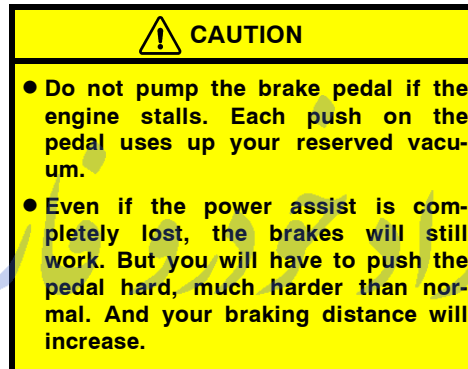 CAUTION
● Do not pump the brake pedal if the
engine stalls. Each push on the
pedal uses up your reserved vacu-
um.
● Even if the power assist is com-
pletely lost, the brakes will still
work. But you will have to push the
pedal hard, much harder than nor-
mal. And your braking distance will
increase.